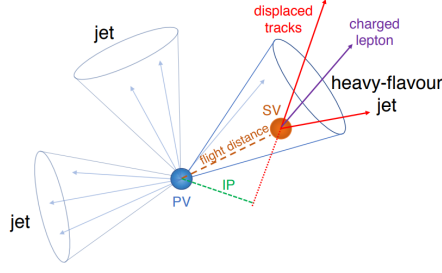 displaced
tracks
jet
charged
lepton
heavy-flavour
jet
SV
flight distance
IP
PV
jet